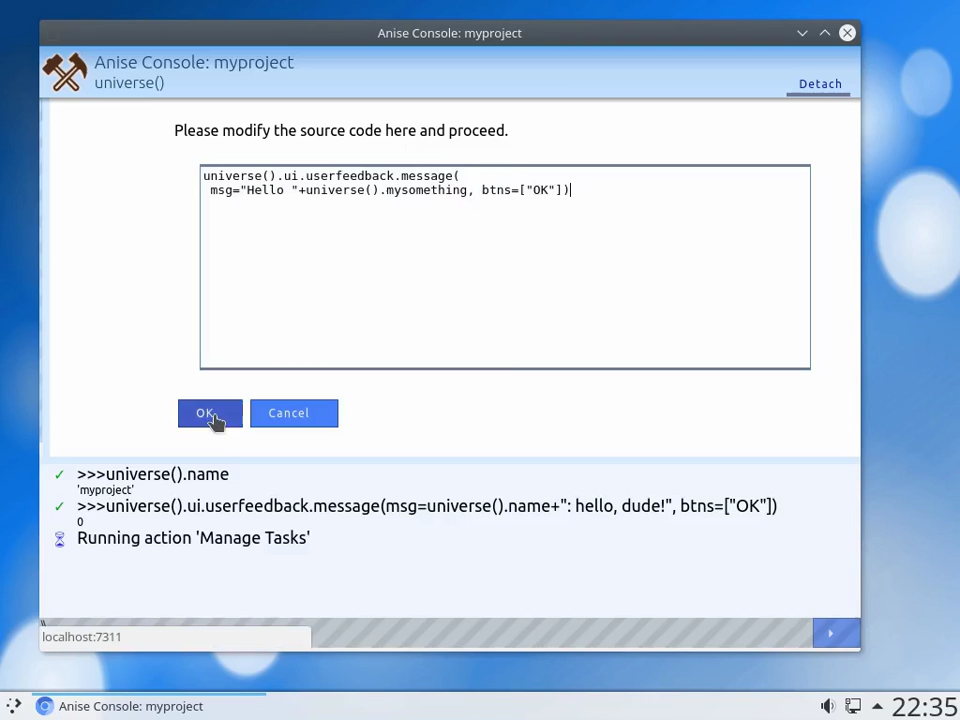 Anise Console: myproject
Anise Console: myproject
universe()
Detach
Please modify the source code here and proceed.
universe().ui.userfeedback.message(
 msg="Hello "+universe().mysomething, btns=["OK"])
OK
Cancel
✓ >>>universe().name
'myproject'
✓ >>>universe().ui.userfeedback.message(msg=universe().name+": hello, dude!", btns=["OK"])
0
Running action 'Manage Tasks'
localhost:7311
Anise Console: myproject
22:35